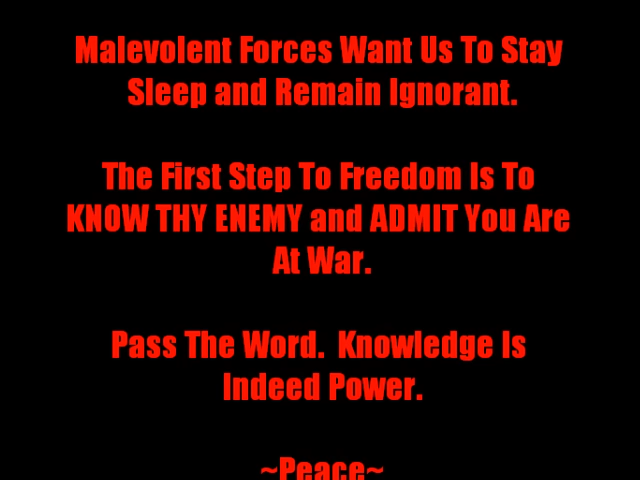 Malevolent Forces Want Us To Stay
Sleep and Remain Ignorant.
The First Step To Freedom Is To
KNOW THY ENEMY and ADMIT You Are
At War.
Pass The Word.  Knowledge Is
Indeed Power.
~Peace~